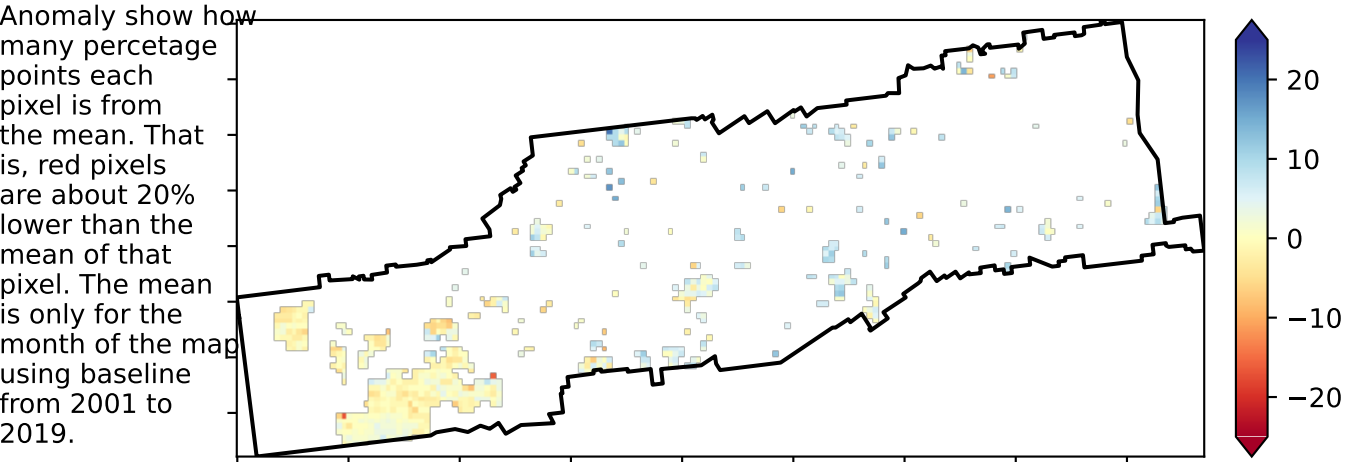 Anomaly show how
many percetage
points each
pixel is from
the mean. That
is, red pixels
are about 20%
lower than the
mean of that
pixel. The mean
is only for the
month of the map
using baseline
from 2001 to
2019.
20
10
0
−10
−20